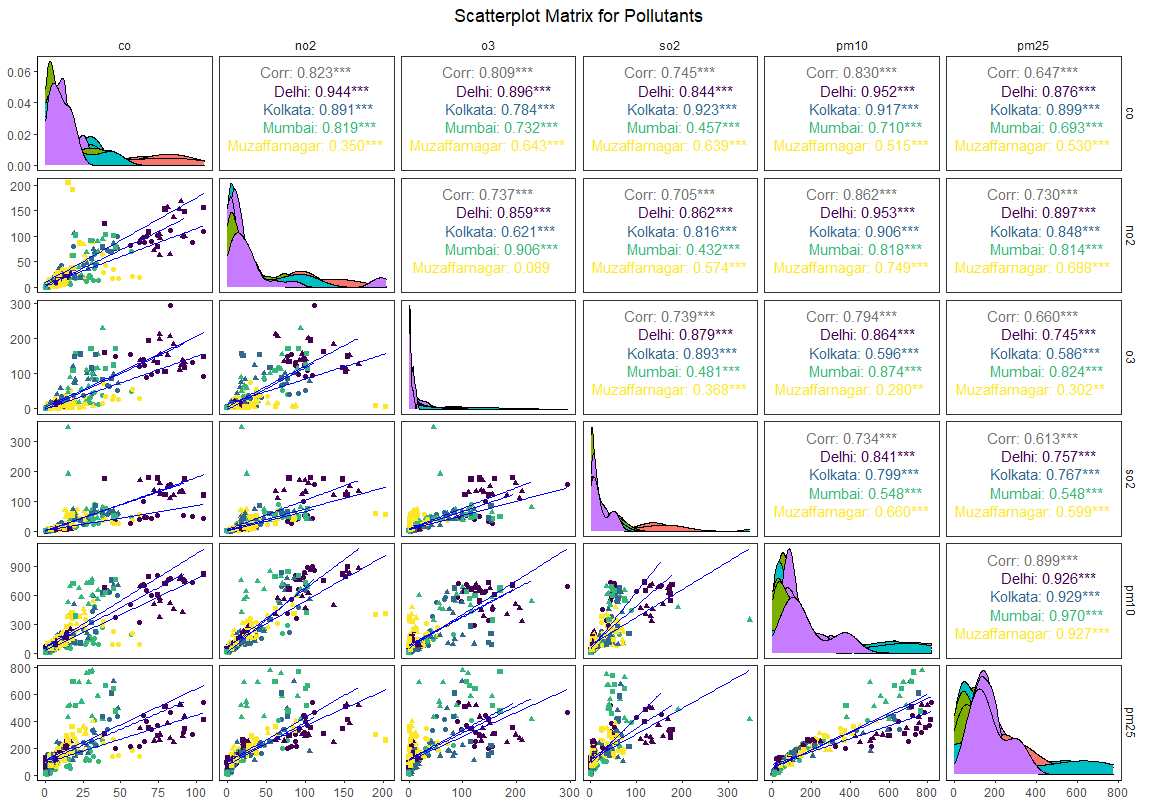 Scatterplot Matrix for Pollutants
co no2 o3 so2 pm10 pm25
0.06
0.04
0.02
0.00
Corr: 0.823***
Delhi: 0.944***
Kolkata: 0.891***
Mumbai: 0.819***
Muzaffarnagar: 0.350***
Corr: 0.809***
Delhi: 0.896***
Kolkata: 0.784***
Mumbai: 0.732***
Muzaffarnagar: 0.643***
Corr: 0.745***
Delhi: 0.844***
Kolkata: 0.923***
Mumbai: 0.457***
Muzaffarnagar: 0.639***
Corr: 0.830***
Delhi: 0.952***
Kolkata: 0.917***
Mumbai: 0.710***
Muzaffarnagar: 0.515***
Corr: 0.647***
Delhi: 0.876***
Kolkata: 0.899***
Mumbai: 0.693***
Muzaffarnagar: 0.530***
co
200
150
100
50
0
Corr: 0.737***
Delhi: 0.859***
Kolkata: 0.621***
Mumbai: 0.906***
Muzaffarnagar: 0.089
Corr: 0.705***
Delhi: 0.862***
Kolkata: 0.816***
Mumbai: 0.432***
Muzaffarnagar: 0.574***
Corr: 0.862***
Delhi: 0.953***
Kolkata: 0.906***
Mumbai: 0.818***
Muzaffarnagar: 0.749***
Corr: 0.730***
Delhi: 0.897***
Kolkata: 0.848***
Mumbai: 0.814***
Muzaffarnagar: 0.688***
no2
300
200
100
0
Corr: 0.739***
Delhi: 0.879***
Kolkata: 0.893***
Mumbai: 0.481***
Muzaffarnagar: 0.368***
Corr: 0.794***
Delhi: 0.864***
Kolkata: 0.596***
Mumbai: 0.874***
Muzaffarnagar: 0.280**
Corr: 0.660***
Delhi: 0.745***
Kolkata: 0.586***
Mumbai: 0.824***
Muzaffarnagar: 0.302**
o3
300
200
100
0
Corr: 0.734***
Delhi: 0.841***
Kolkata: 0.799***
Mumbai: 0.548***
Muzaffarnagar: 0.660***
Corr: 0.613***
Delhi: 0.757***
Kolkata: 0.767***
Mumbai: 0.548***
Muzaffarnagar: 0.599***
so2
900
600
300
0
Corr: 0.899***
Delhi: 0.926***
Kolkata: 0.929***
Mumbai: 0.970***
Muzaffarnagar: 0.927***
pm10
800
600
400
200
0
pm25
0 25 50 75 100
0 50 100 150 200
0 100 200 300
0 100 200 300
0 200 400 600 800
0 200 400 600 800